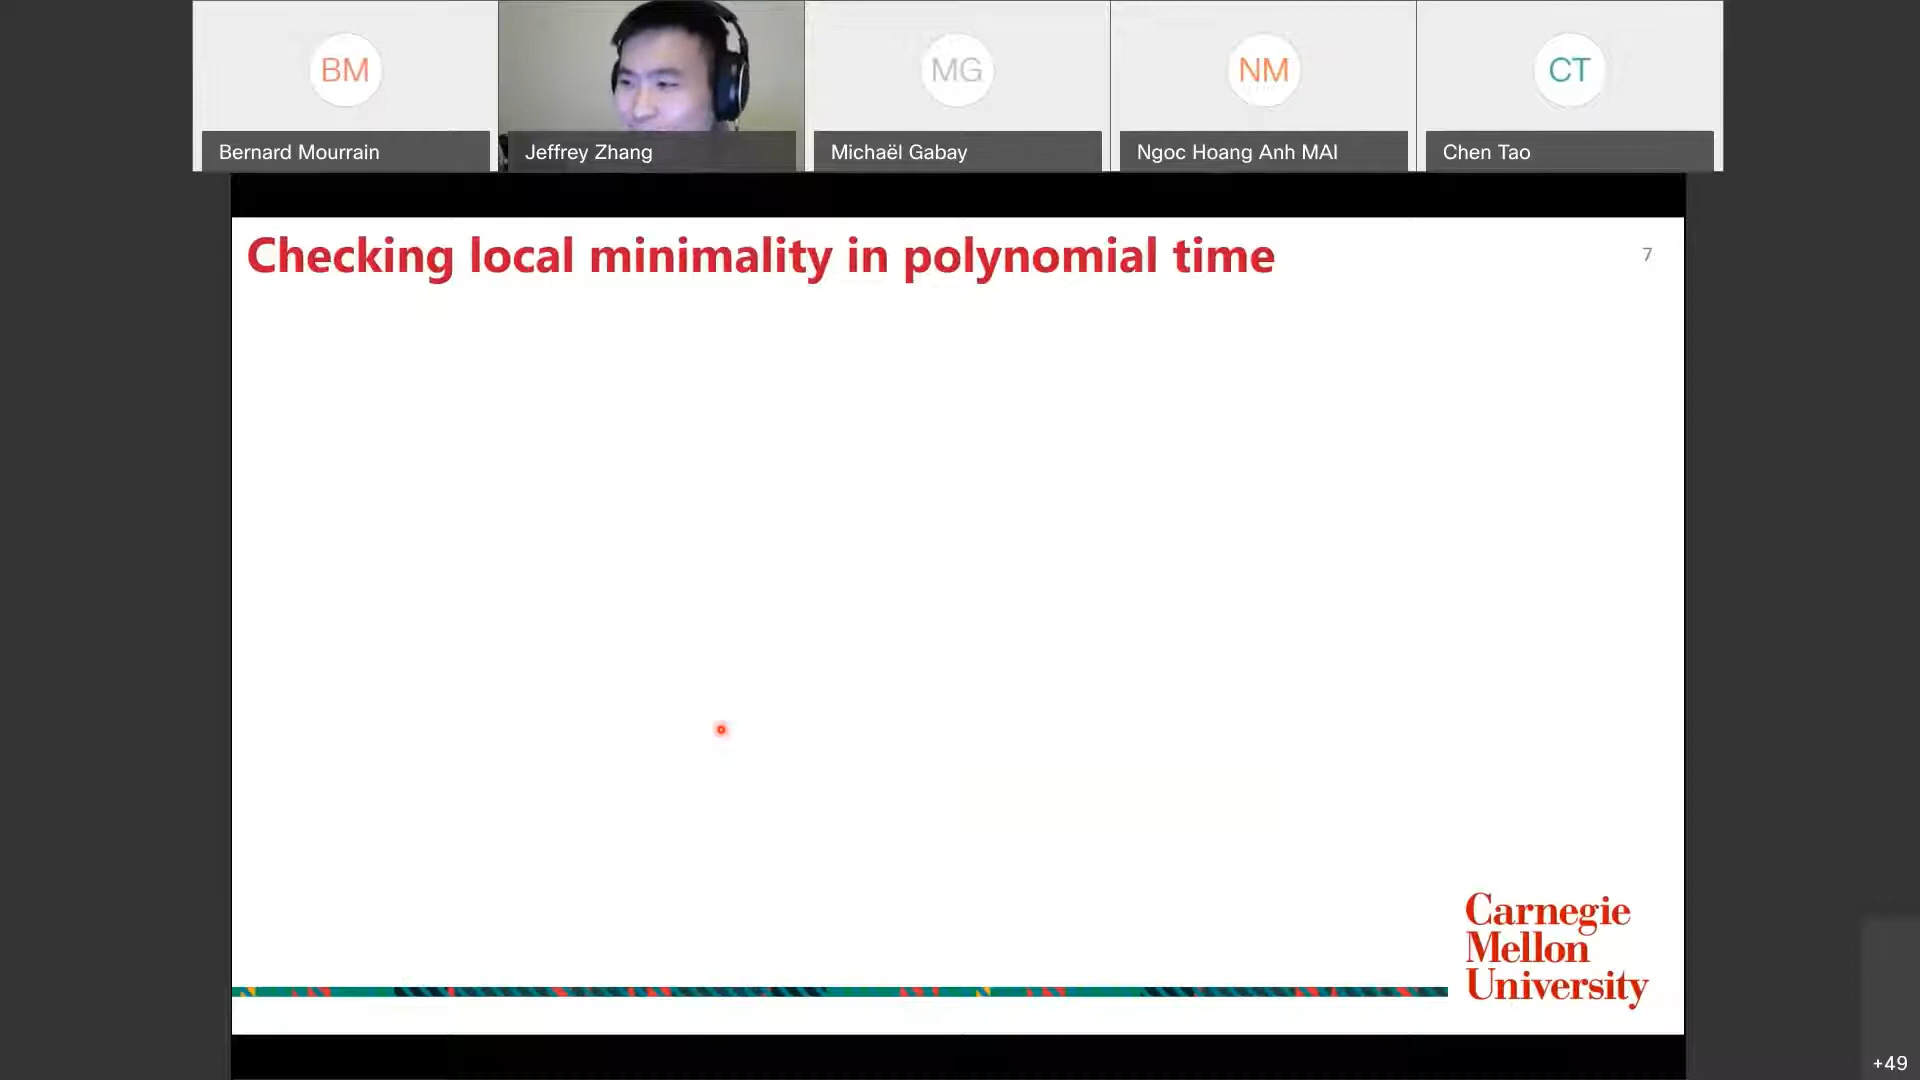 BM
MG
NM
CT
Bernard Mourrain
Jeffrey Zhang
Michaël Gabay
Ngoc Hoang Anh MAI
Chen Tao
Checking local minimality in polynomial time
7
Carnegie
Mellon
University
+49